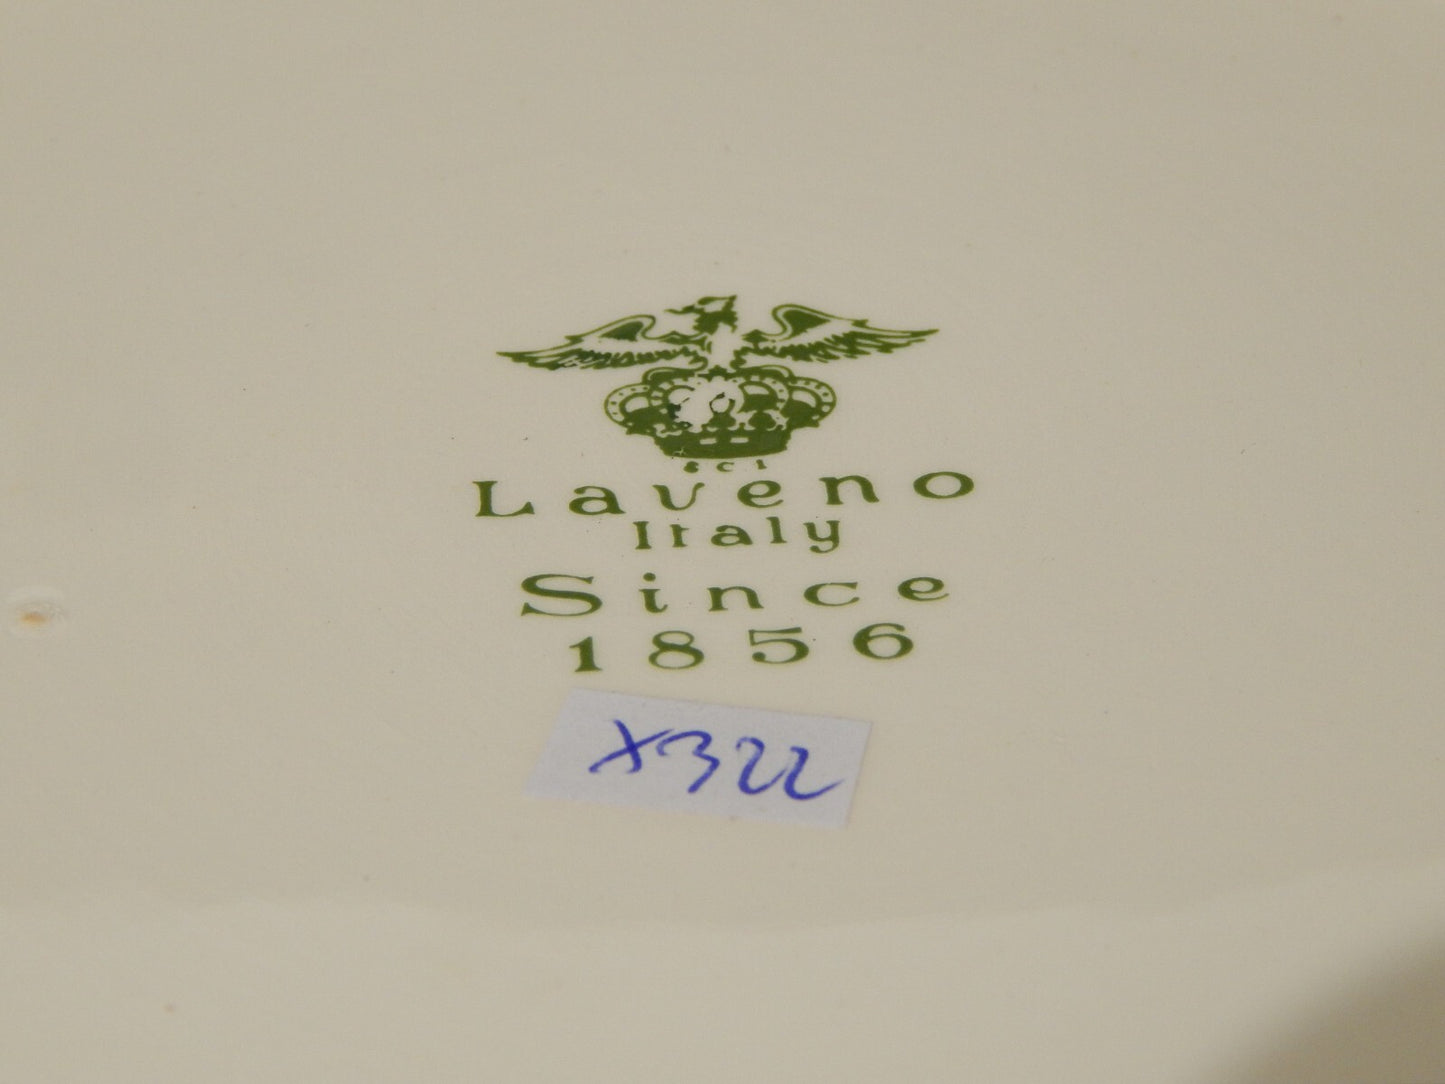 SCI
Laveno
Italy
Since
1856
X322